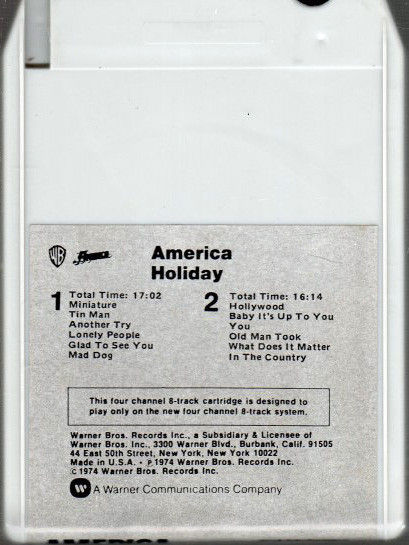 WB
America
Holiday
1 Total Time: 17:02
Miniature
Tin Man
Another Try
Lonely People
Glad To See You
Mad Dog
2 Total Time: 16:14
Hollywood
Baby It's Up To You
You
Old Man Took
What Does It Matter
In The Country
This four channel 8-track cartridge is designed to
play only on the new four channel 8-track system.
Warner Bros. Records Inc., a Subsidiary & Licensee of
Warner Bros. Inc., 3300 Warner Blvd., Burbank, Calif. 91505
44 East 50th Street, New York, New York 10022
Made in U.S.A. • ℗ 1974 Warner Bros. Records Inc.
© 1974 Warner Bros. Records Inc.
A Warner Communications Company
AMERICA